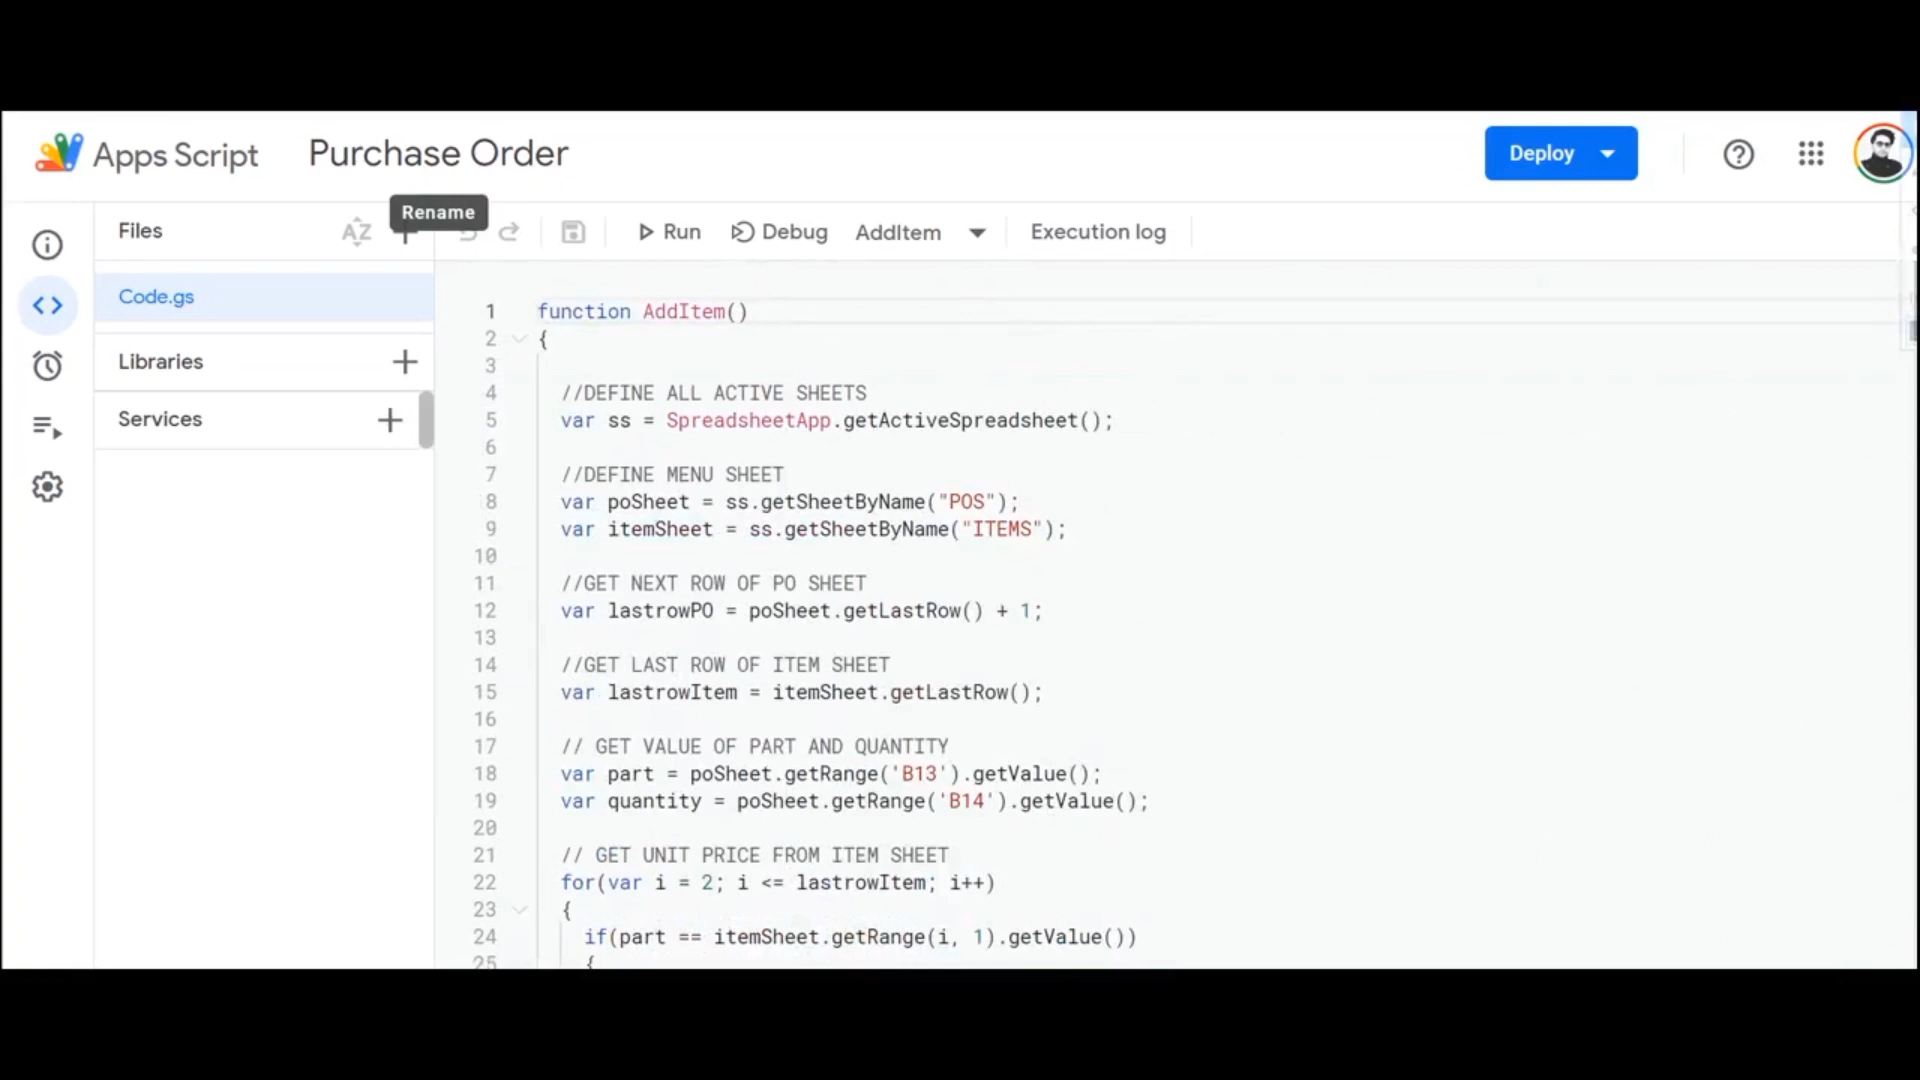 Apps Script
Purchase Order
Deploy
Rename
Files
AZ
Run
Debug
AddItem
Execution log
Code.gs
Libraries
Services
1 function AddItem()
2 {
3
4 //DEFINE ALL ACTIVE SHEETS
5 var ss = SpreadsheetApp.getActiveSpreadsheet();
6
7 //DEFINE MENU SHEET
8 var poSheet = ss.getSheetByName("POS");
9 var itemSheet = ss.getSheetByName("ITEMS");
10
11 //GET NEXT ROW OF PO SHEET
12 var lastrowPO = poSheet.getLastRow() + 1;
13
14 //GET LAST ROW OF ITEM SHEET
15 var lastrowItem = itemSheet.getLastRow();
16
17 // GET VALUE OF PART AND QUANTITY
18 var part = poSheet.getRange('B13').getValue();
19 var quantity = poSheet.getRange('B14').getValue();
20
21 // GET UNIT PRICE FROM ITEM SHEET
22 for(var i = 2; i <= lastrowItem; i++)
23 {
24 if(part == itemSheet.getRange(i, 1).getValue())
25 {